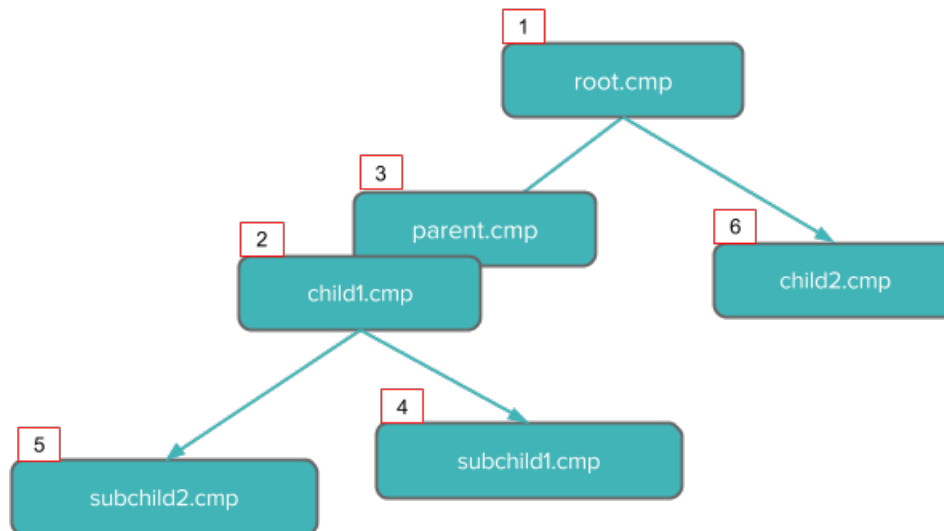 1
root.cmp
3
parent.cmp
2
child1.cmp
6
child2.cmp
4
subchild1.cmp
5
subchild2.cmp